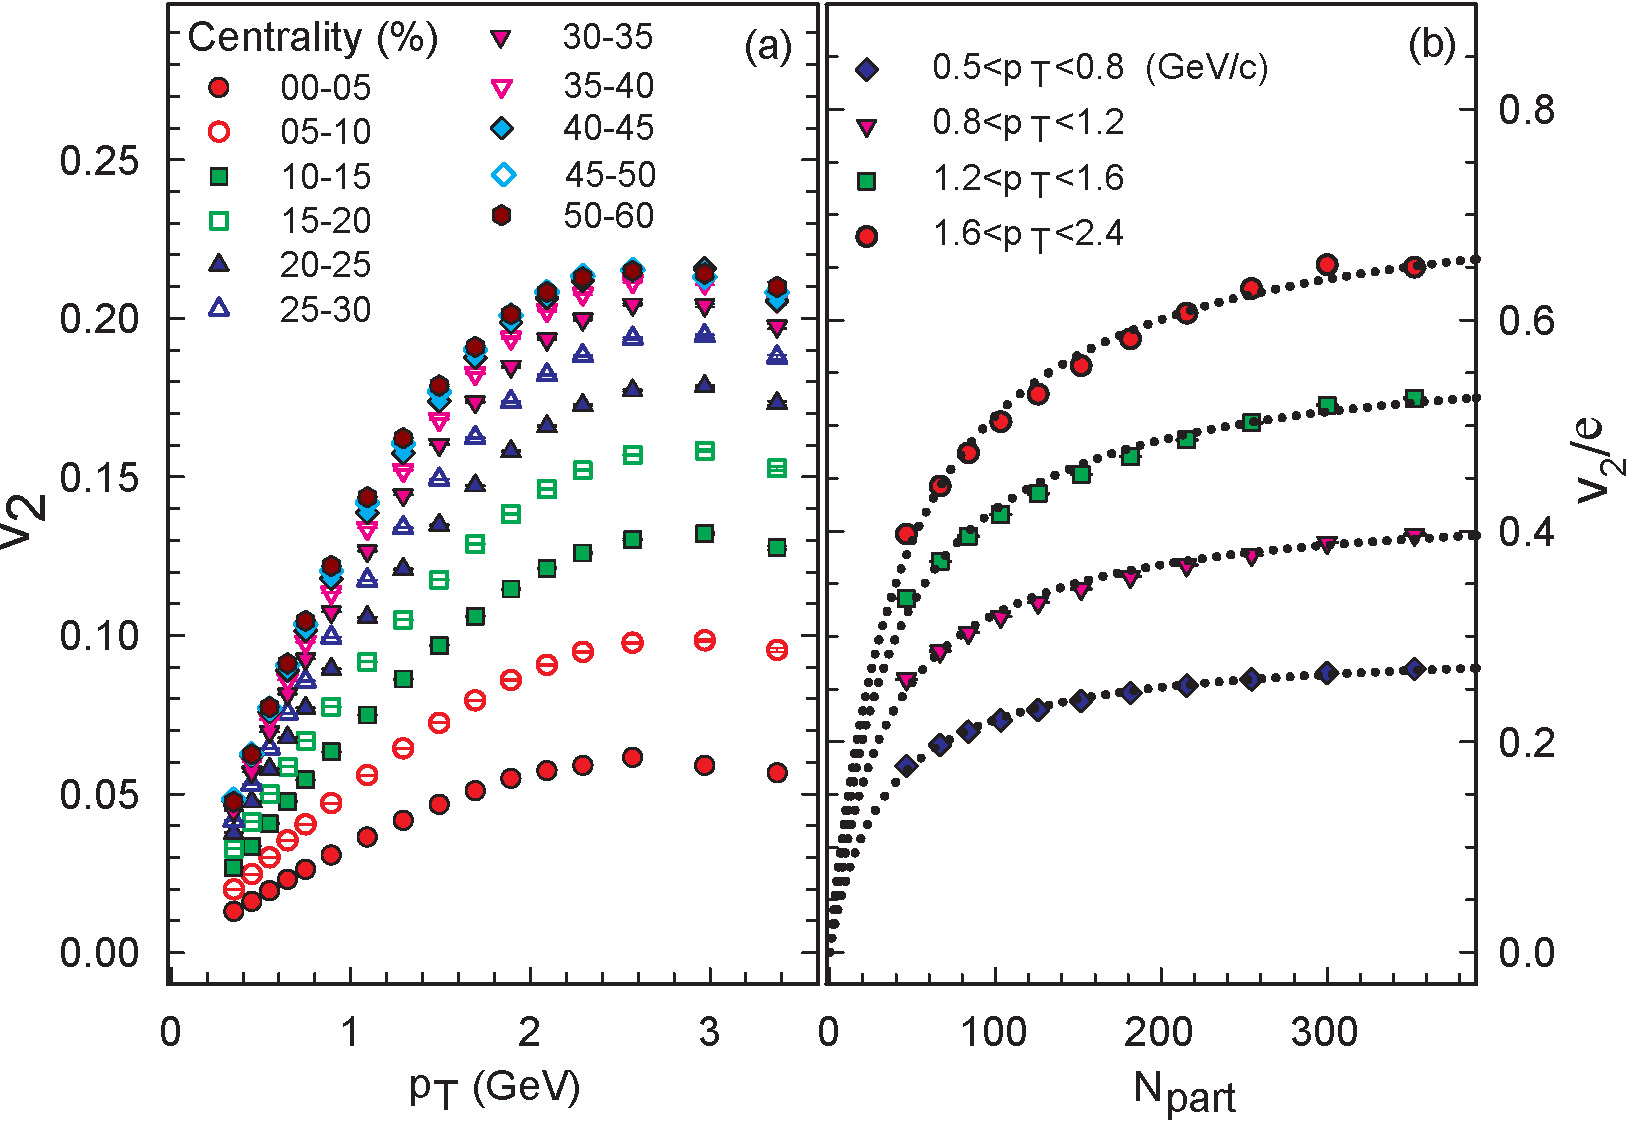 Centrality (%)
00-05
05-10
10-15
15-20
20-25
25-30
30-35
35-40
40-45
45-50
50-60
(a)
v2
0.25
0.20
0.15
0.10
0.05
0.00
0 1 2 3
pT (GeV)
(b)
0.5<p T<0.8 (GeV/c)
0.8<p T<1.2
1.2<p T<1.6
1.6<p T<2.4
0.8
0.6
0.4
0.2
0.0
v2/e
0 100 200 300
Npart